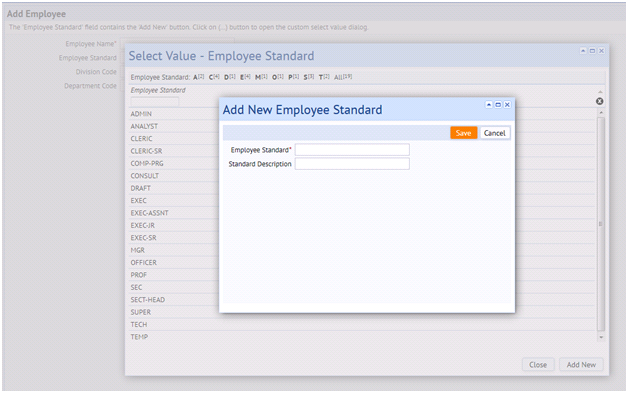 Add Employee
The 'Employee Standard' field contains the 'Add New' button. Click on (...) button to open the custom select value dialog.
Employee Name*
Employee Standard
Division Code
Department Code
Select Value - Employee Standard
Employee Standard: A[2] C[4] D[1] E[4] M[1] O[1] P[1] S[3] T[2] All[19]
Employee Standard
ADMIN
ANALYST
CLERIC
CLERIC-SR
COMP-PRG
CONSULT
DRAFT
EXEC
EXEC-ASSNT
EXEC-JR
EXEC-SR
MGR
OFFICER
PROF
SEC
SECT-HEAD
SUPER
TECH
TEMP
Close Add New
Add New Employee Standard
Save Cancel
Employee Standard*
Standard Description